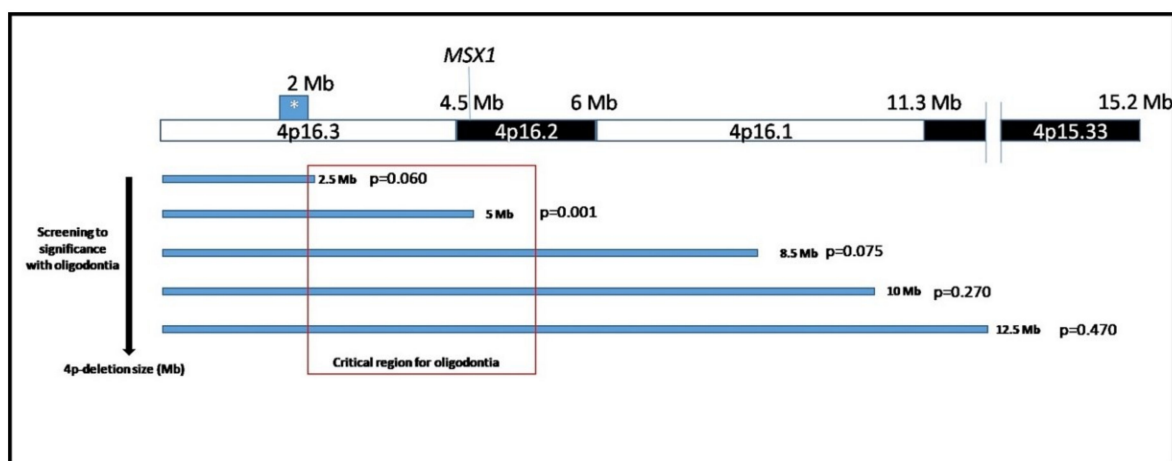 MSX1
2 Mb
*
4.5 Mb 6 Mb 11.3 Mb 15.2 Mb
4p16.3 4p16.2 4p16.1 4p15.33
2.5 Mb p=0.060
5 Mb p=0.001
Screening to
significance
with oligodontia
8.5 Mb p=0.075
10 Mb p=0.270
12.5 Mb p=0.470
4p-deletion size (Mb)
Critical region for oligodontia